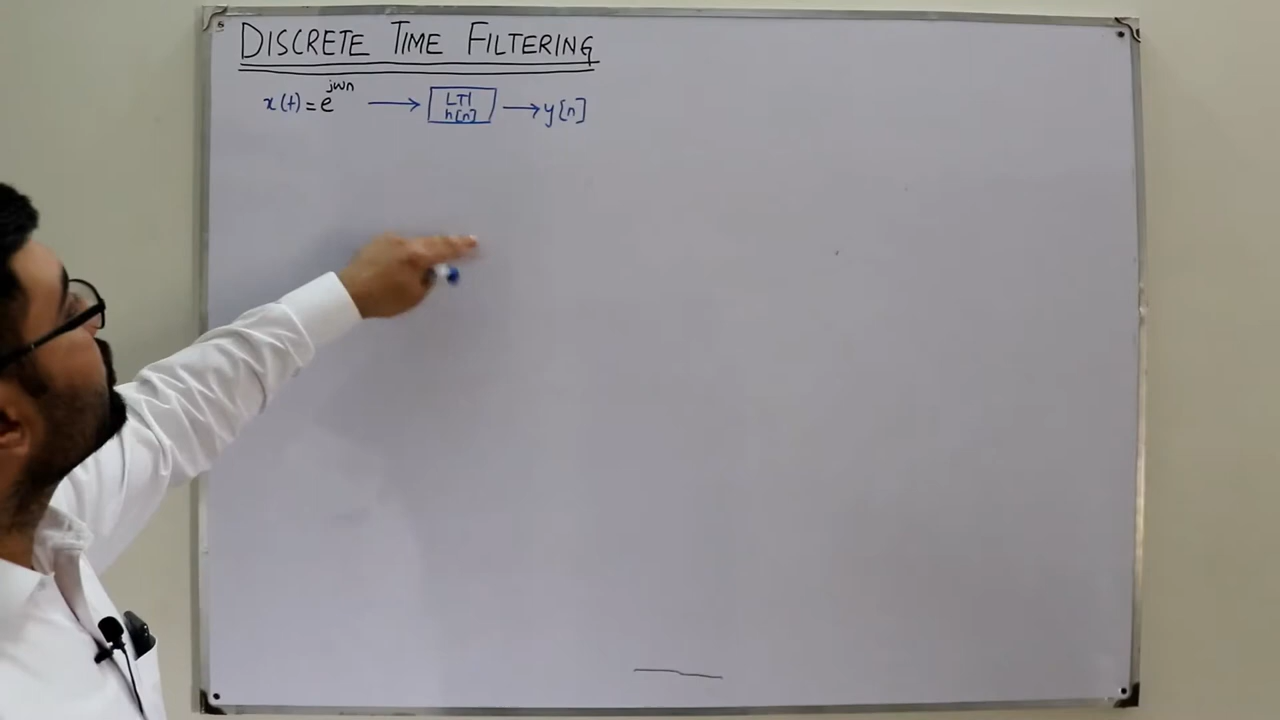 DISCRETE TIME FILTERING
x(t) = e^jwn → LTI h[n] → y[n]